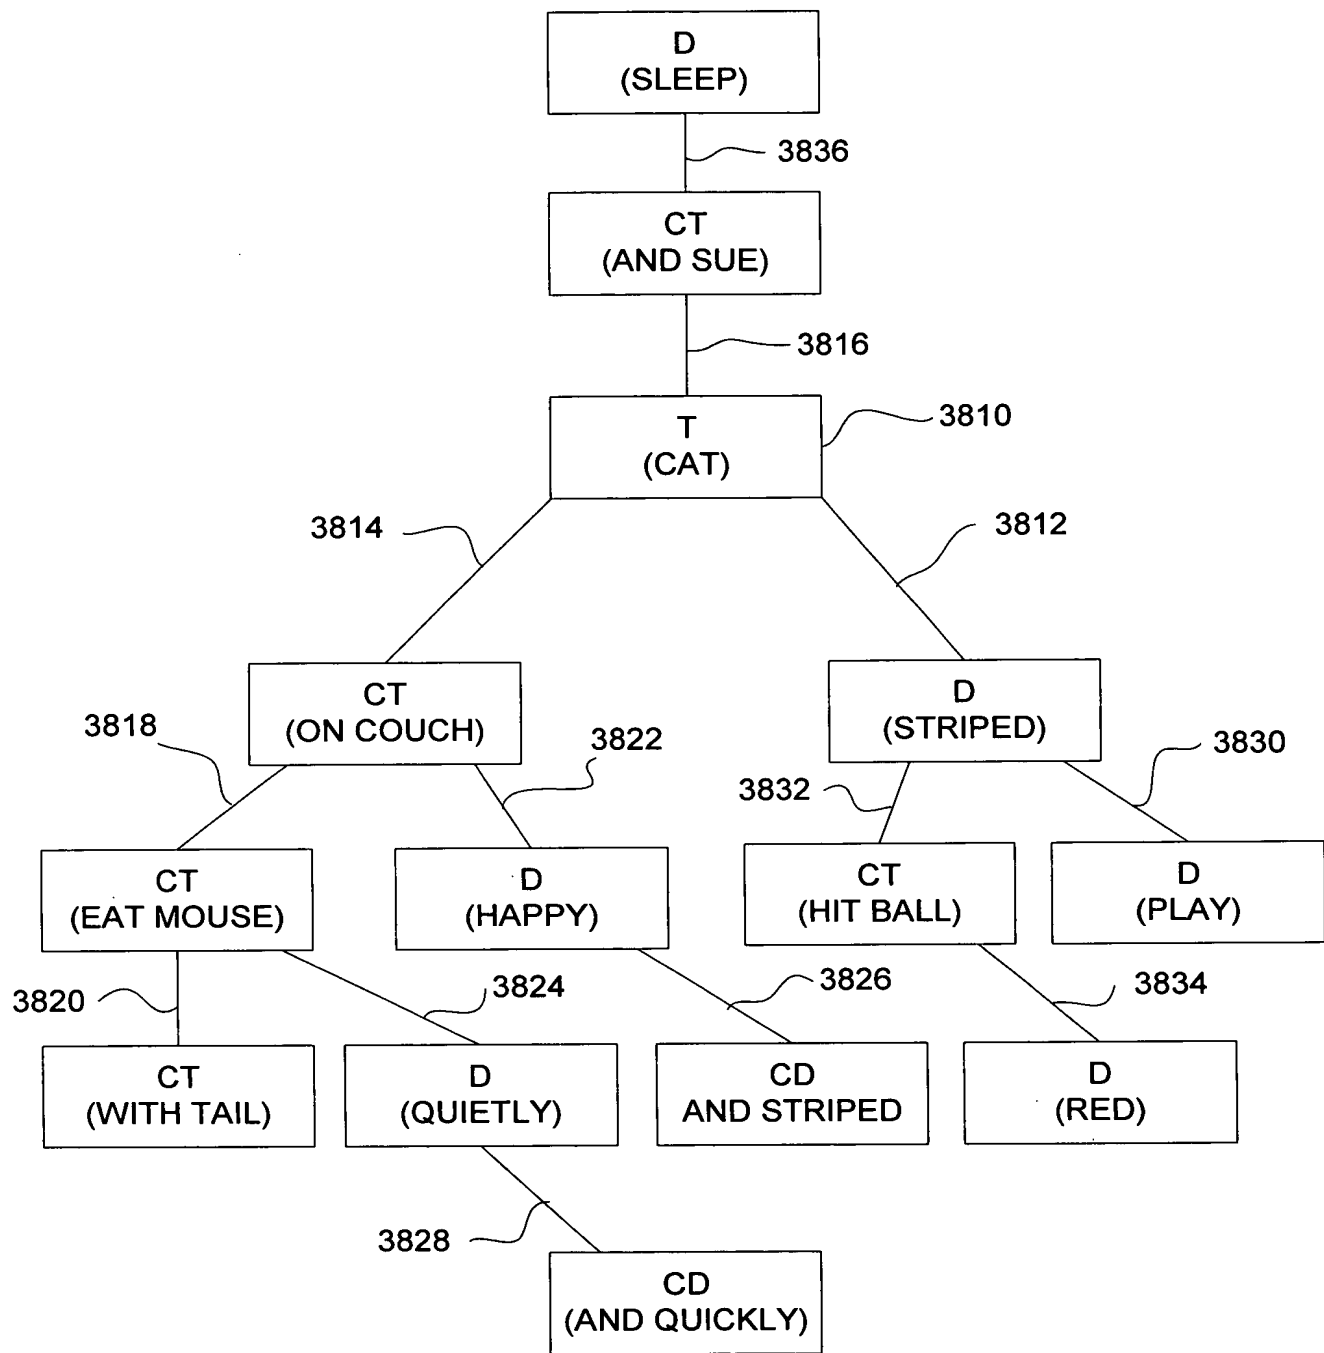 D
(SLEEP)
3836
CT
(AND SUE)
3816
T
(CAT)
3810
3814
3812
CT
(ON COUCH)
D
(STRIPED)
3818
3822
3832
3830
CT
(EAT MOUSE)
D
(HAPPY)
CT
(HIT BALL)
D
(PLAY)
3820
3824
3826
3834
CT
(WITH TAIL)
D
(QUIETLY)
CD
AND STRIPED
D
(RED)
3828
CD
(AND QUICKLY)